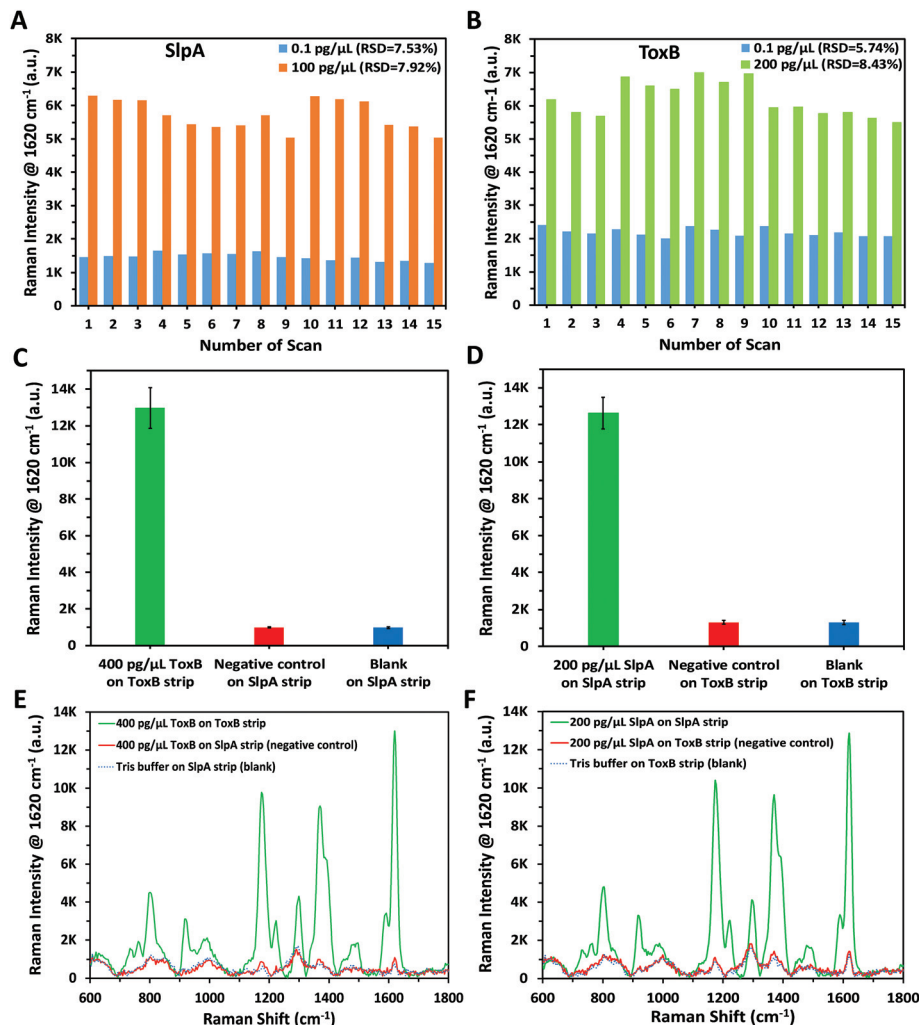 A
SlpA
0.1 pg/µL (RSD=7.53%)
100 pg/µL (RSD=7.92%)
Raman Intensity @ 1620 cm-1 (a.u.)
8K
7K
6K
5K
4K
3K
2K
1K
0
1 2 3 4 5 6 7 8 9 10 11 12 13 14 15
Number of Scan
B
ToxB
0.1 pg/µL (RSD=5.74%)
200 pg/µL (RSD=8.43%)
Raman Intensity @ 1620 cm-1 (a.u.)
8K
7K
6K
5K
4K
3K
2K
1K
0
1 2 3 4 5 6 7 8 9 10 11 12 13 14 15
Number of Scan
C
Raman Intensity @ 1620 cm-1 (a.u.)
14K
12K
10K
8K
6K
4K
2K
0
400 pg/µL ToxB Negative control Blank
on ToxB strip on SlpA strip on SlpA strip
D
Raman Intensity @ 1620 cm-1 (a.u.)
14K
12K
10K
8K
6K
4K
2K
0
200 pg/µL SlpA Negative control Blank
on SlpA strip on ToxB strip on ToxB strip
E
400 pg/µL ToxB on ToxB strip
400 pg/µL ToxB on SlpA strip (negative control)
Tris buffer on SlpA strip (blank)
Raman Intensity @ 1620 cm-1 (a.u.)
14K
12K
10K
8K
6K
4K
2K
0
600 800 1000 1200 1400 1600 1800
Raman Shift (cm-1)
F
200 pg/µL SlpA on SlpA strip
200 pg/µL SlpA on ToxB strip (negative control)
Tris buffer on ToxB strip (blank)
Raman Intensity @ 1620 cm-1 (a.u.)
14K
12K
10K
8K
6K
4K
2K
0
600 800 1000 1200 1400 1600 1800
Raman Shift (cm-1)